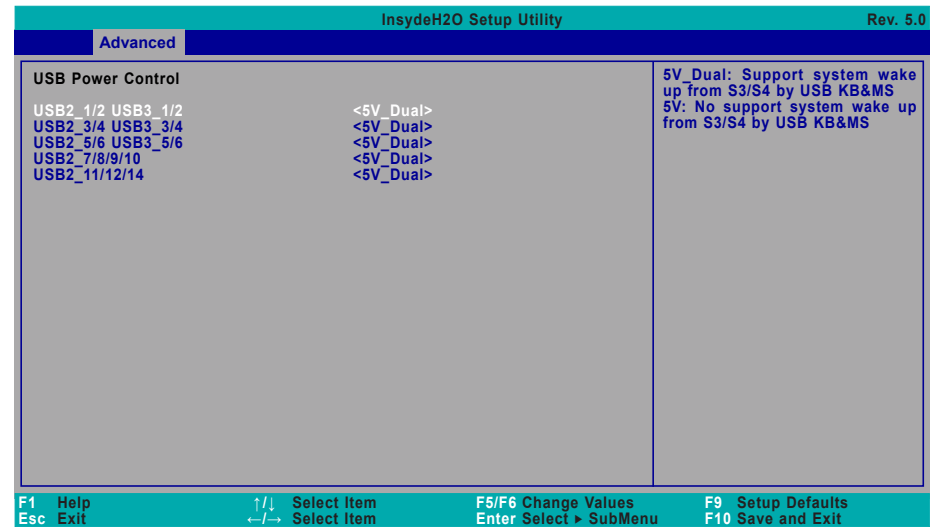 InsydeH2O Setup Utility Rev. 5.0
Advanced
USB Power Control
USB2_1/2 USB3_1/2 <5V_Dual>
USB2_3/4 USB3_3/4 <5V_Dual>
USB2_5/6 USB3_5/6 <5V_Dual>
USB2_7/8/9/10 <5V_Dual>
USB2_11/12/14 <5V_Dual>
5V_Dual: Support system wake
up from S3/S4 by USB KB&MS
5V: No support system wake up
from S3/S4 by USB KB&MS
F1 Help ↑/↓ Select Item F5/F6 Change Values F9 Setup Defaults
Esc Exit ←/→ Select Item Enter Select ▶ SubMenu F10 Save and Exit